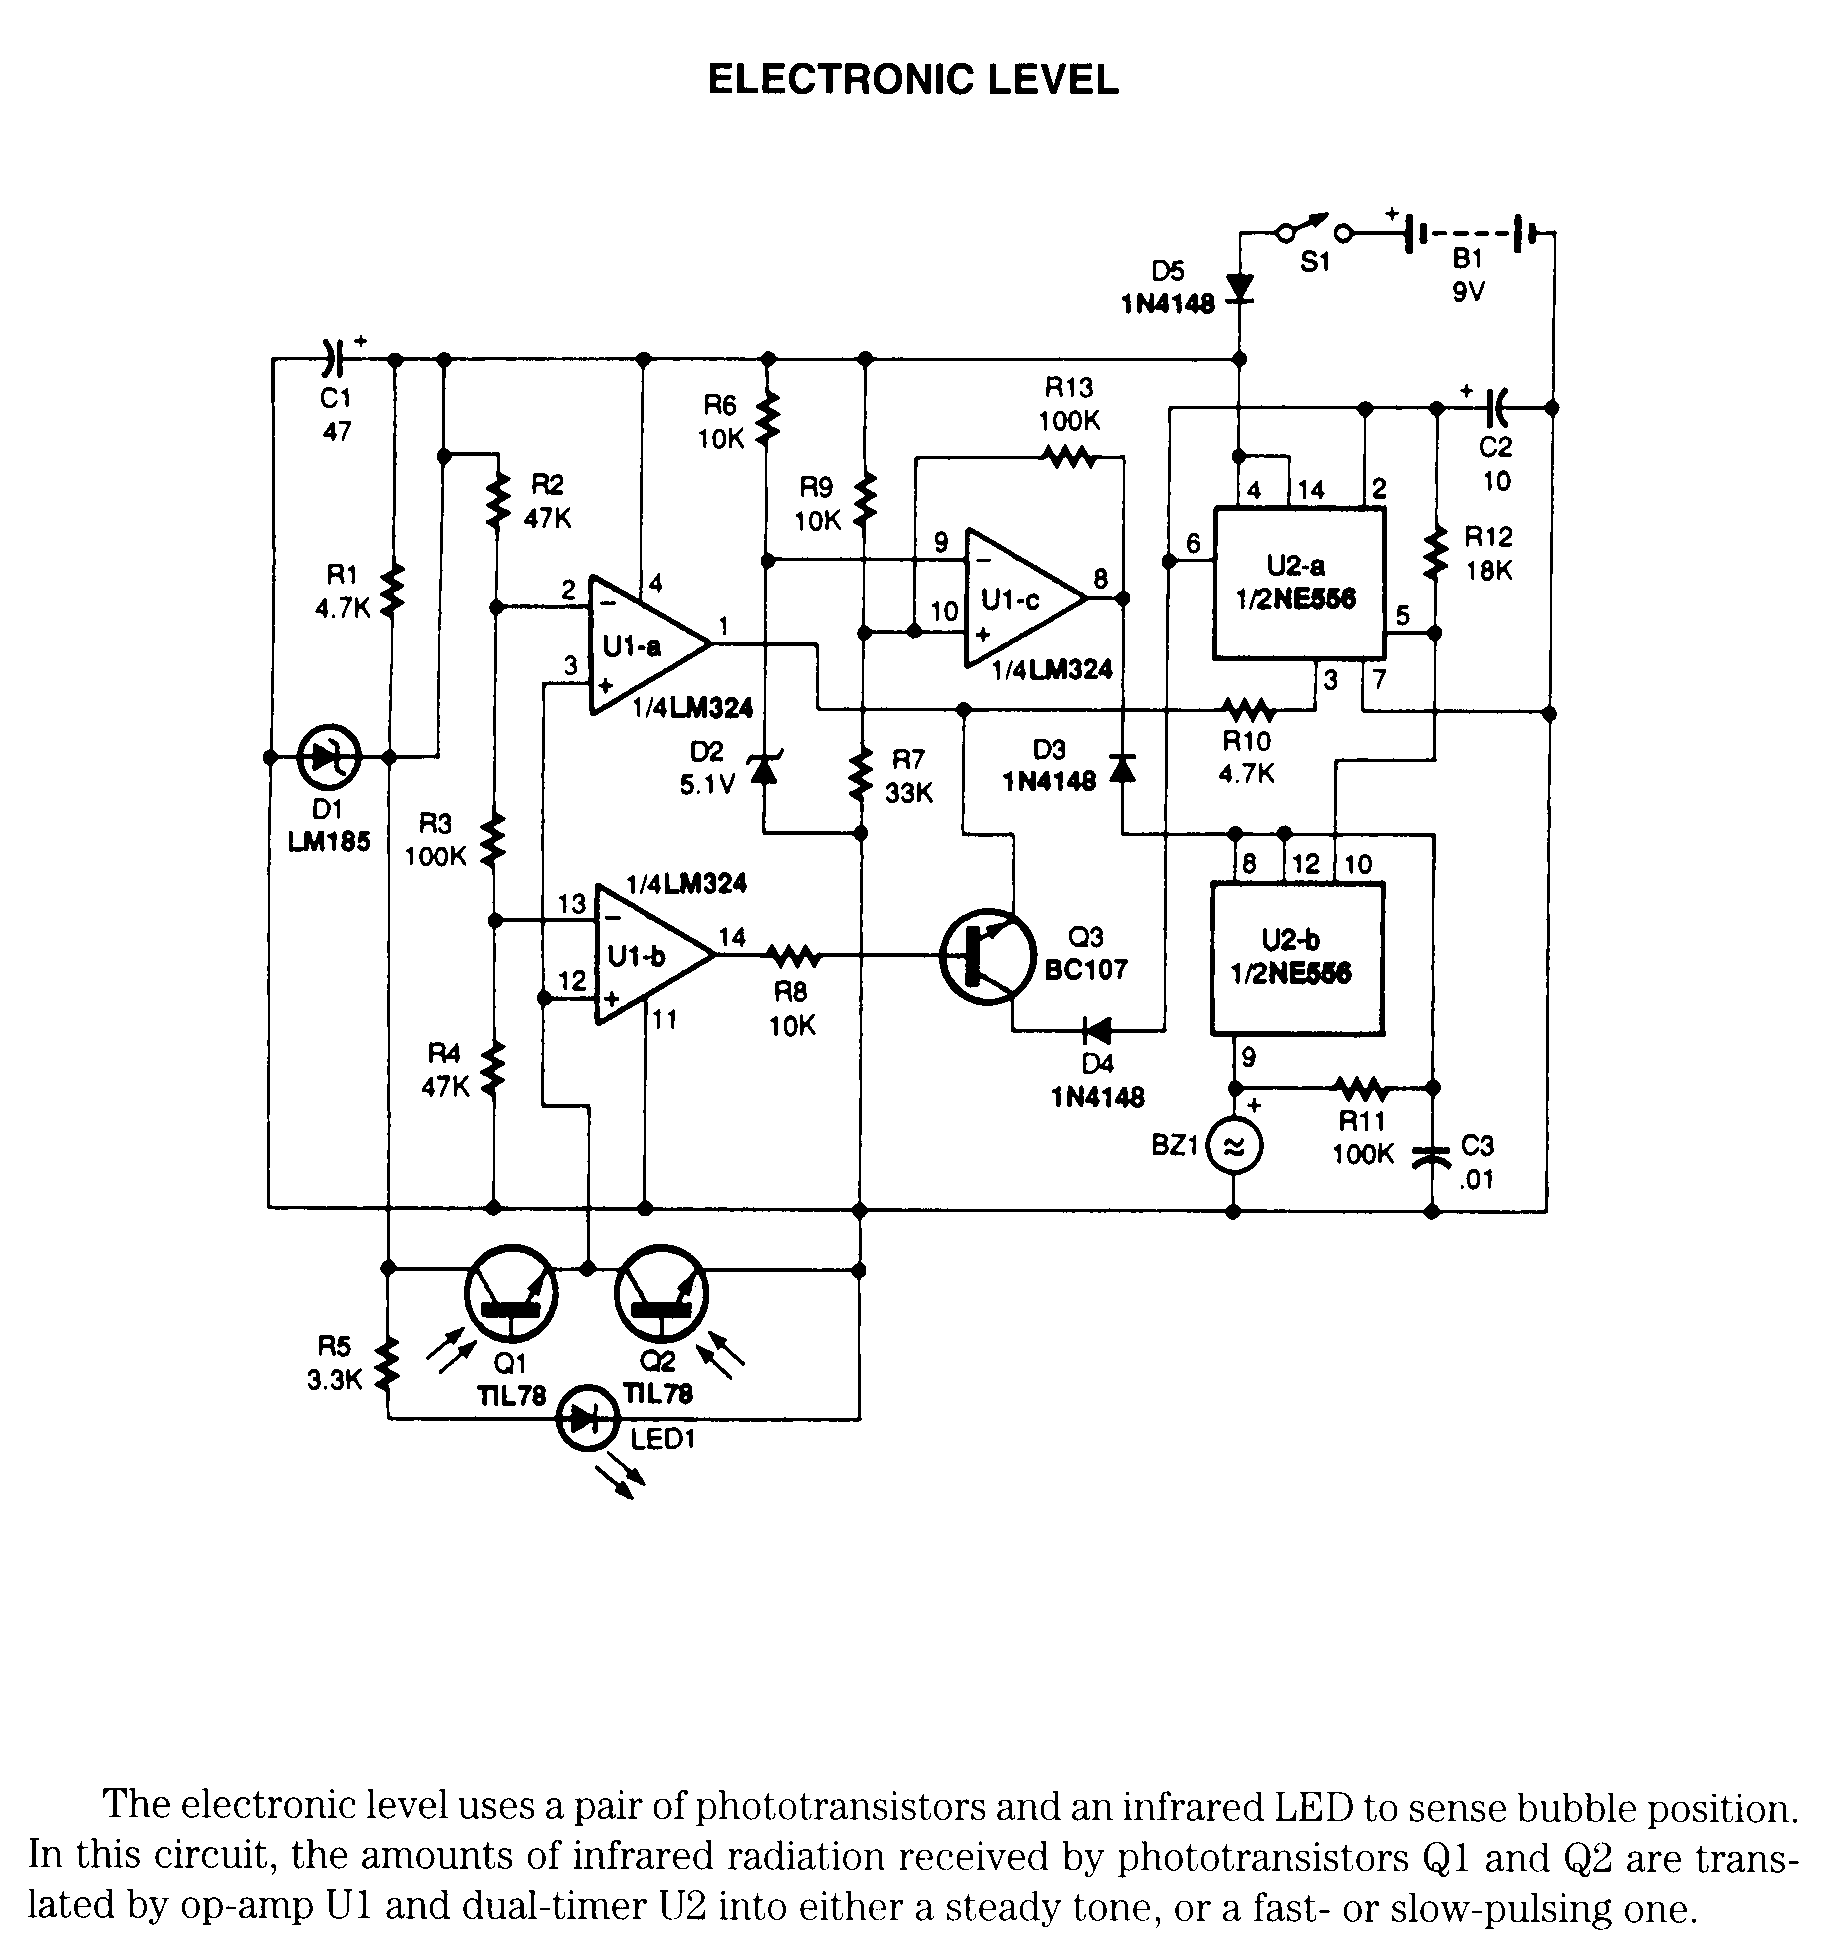 ELECTRONIC LEVEL
+
S1
B1
9V
D5
1N4148
+
C1
47
R6
10K
R13
100K
+
C2
10
R2
47K
R9
10K
4
14
2
R12
18K
R1
4.7K
2
−
4
U1-a
3
+
1
1/4LM324
9
−
10
+
U1-c
8
1/4LM324
6
U2-a
1/2NE556
5
3
7
D2
5.1V
R7
33K
D3
1N4148
R10
4.7K
D1
LM185
R3
100K
1/4LM324
13
−
U1-b
12
+
14
11
R8
10K
Q3
BC107
8
12
10
U2-b
1/2NE556
9
D4
1N4148
R4
47K
+
BZ1
R11
100K
C3
.01
R5
3.3K
Q1
TIL78
Q2
TIL78
LED1
The electronic level uses a pair of phototransistors and an infrared LED to sense bubble position.
In this circuit, the amounts of infrared radiation received by phototransistors Q1 and Q2 are trans-
lated by op-amp U1 and dual-timer U2 into either a steady tone, or a fast- or slow-pulsing one.